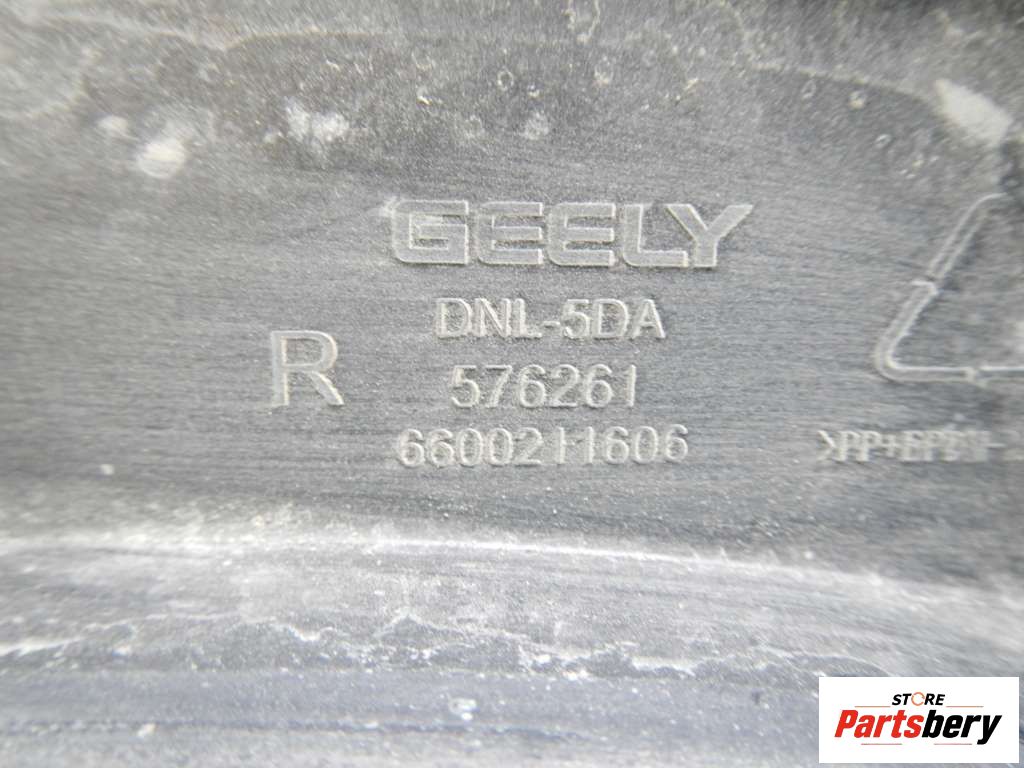 GEELY
DNL-5DA
R
576261
6600211606
STORE
Partsbery